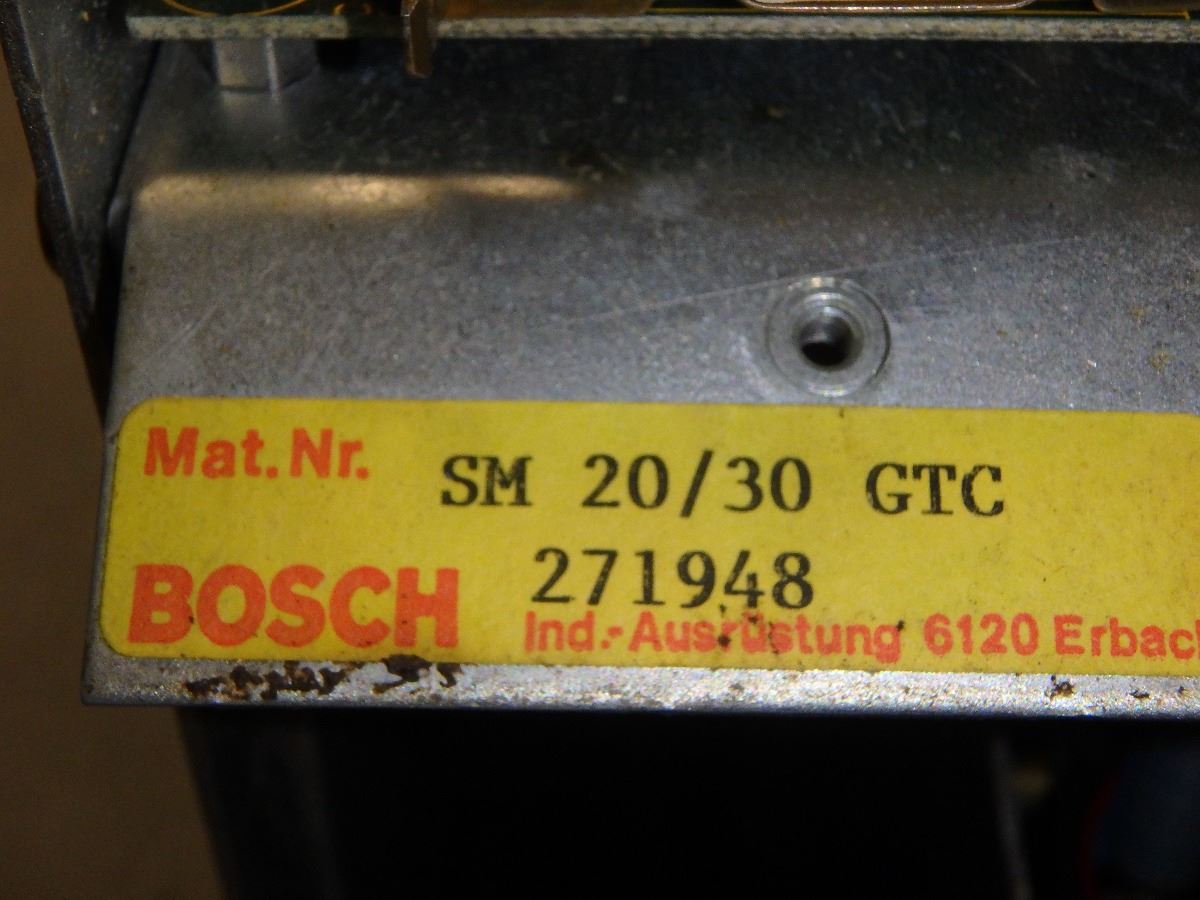 Mat.Nr. SM 20/30 GTC
271948
BOSCH Ind.-Ausrüstung 6120 Erbach